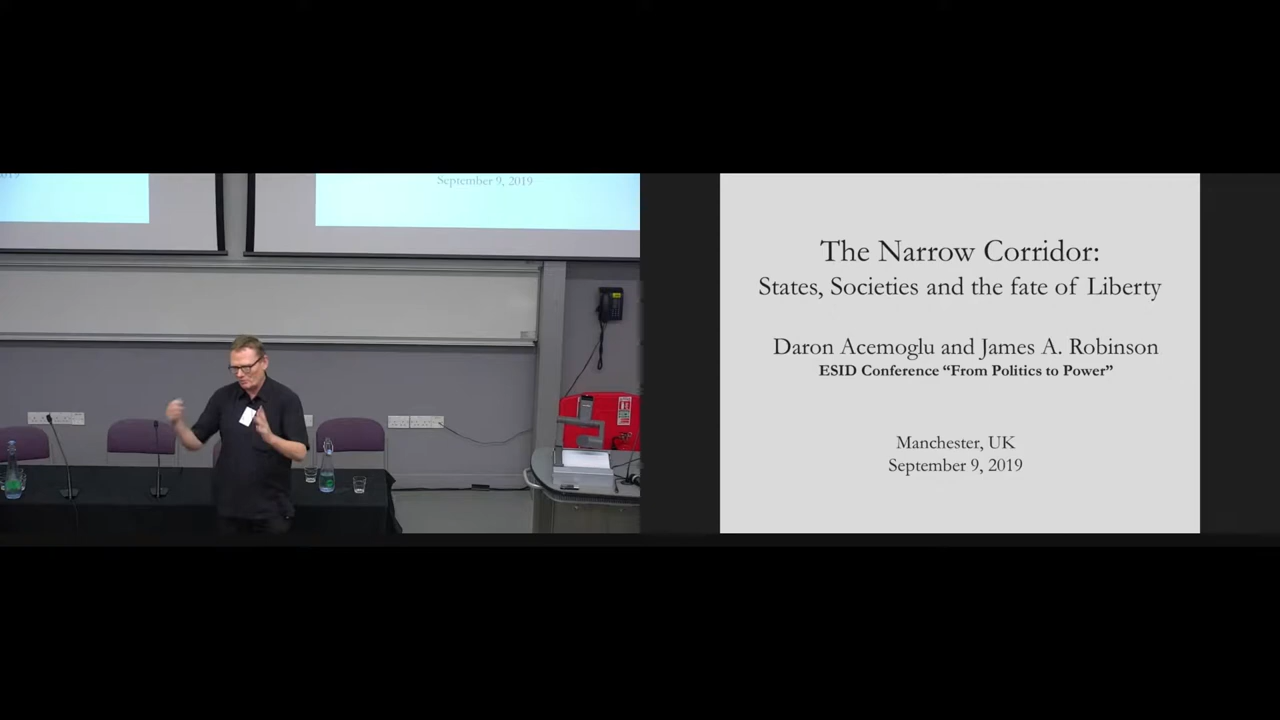 September 9, 2019
The Narrow Corridor:
States, Societies and the fate of Liberty
Daron Acemoglu and James A. Robinson
ESID Conference “From Politics to Power”
Manchester, UK
September 9, 2019